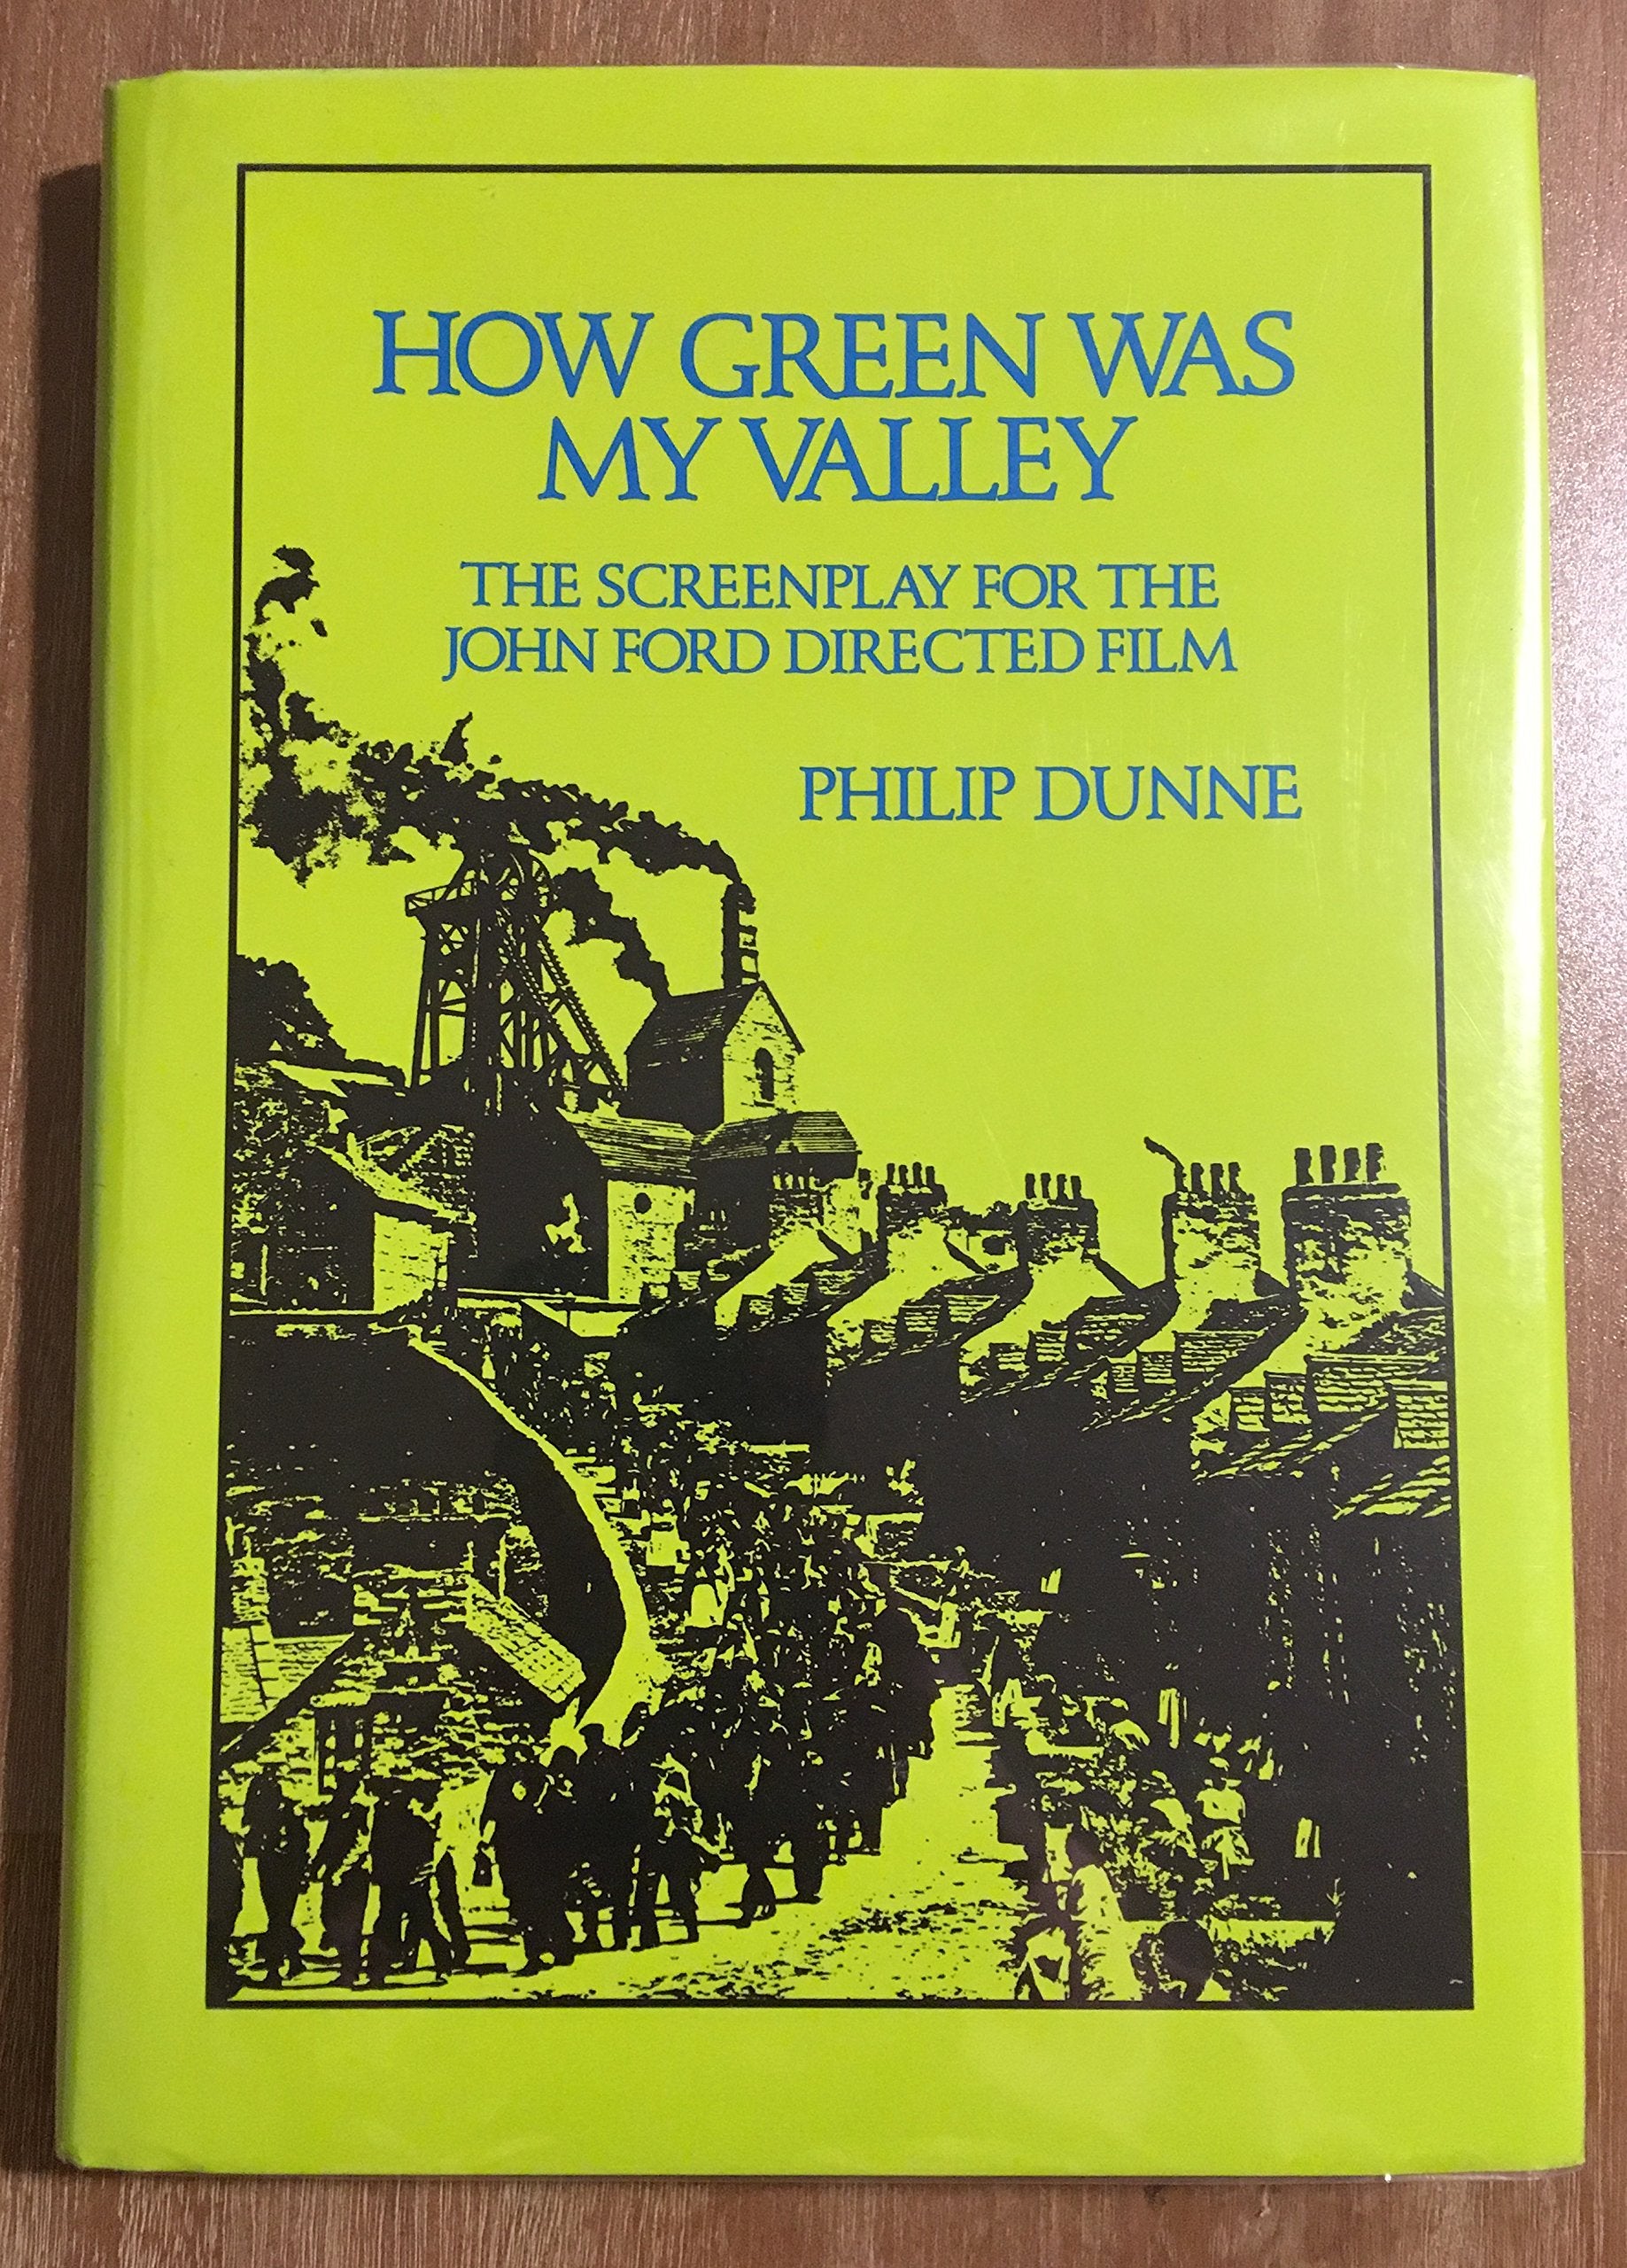 HOW GREEN WAS
MY VALLEY
THE SCREENPLAY FOR THE
JOHN FORD DIRECTED FILM
PHILIP DUNNE